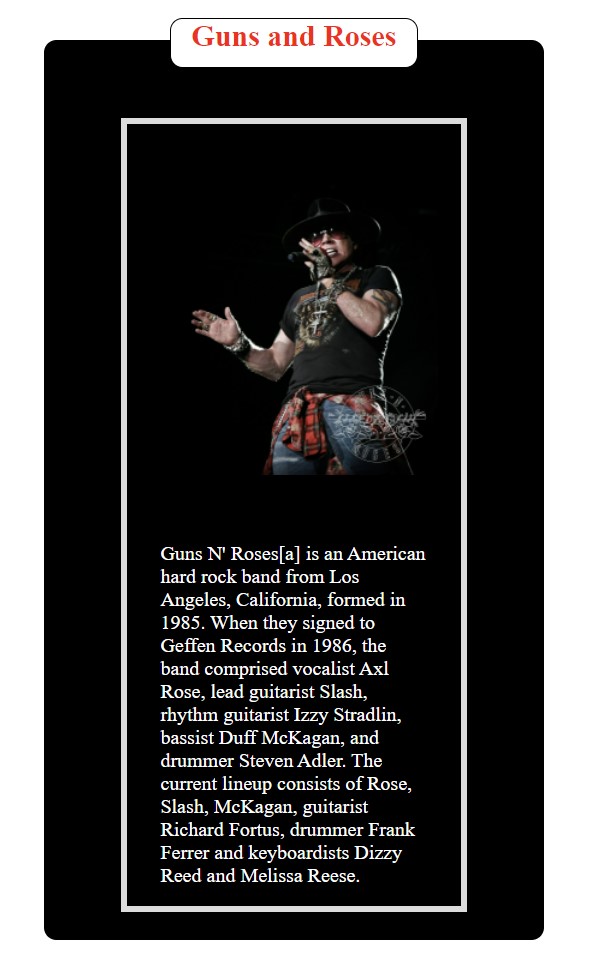 Guns and Roses
Guns N' Roses[a] is an American
hard rock band from Los
Angeles, California, formed in
1985. When they signed to
Geffen Records in 1986, the
band comprised vocalist Axl
Rose, lead guitarist Slash,
rhythm guitarist Izzy Stradlin,
bassist Duff McKagan, and
drummer Steven Adler. The
current lineup consists of Rose,
Slash, McKagan, guitarist
Richard Fortus, drummer Frank
Ferrer and keyboardists Dizzy
Reed and Melissa Reese.